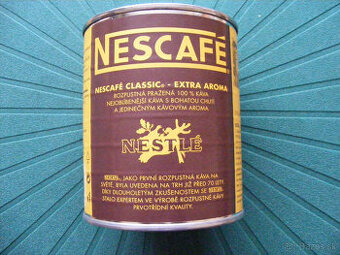 NESCAFÉ
NESCAFÉ CLASSIC® - EXTRA AROMA
ROZPUSTNÁ PRAŽENÁ 100 % KÁVA
NEJOBLÍBENĚJŠÍ KÁVA S BOHATOU CHUTÍ
A JEDINEČNÝM KÁVOVÝM AROMA
NESTLÉ
JAKO PRVNÍ ROZPUSTNÁ KÁVA NA
SVĚTĚ, BYLA UVEDENA NA TRH JIŽ PŘED 70 LETY.
DÍKY DLOUHOLETÝM ZKUŠENOSTEM SE
STALO EXPERTEM VE VÝROBĚ ROZPUSTNÉ KÁVY
PRVOTŘÍDNÍ KVALITY.